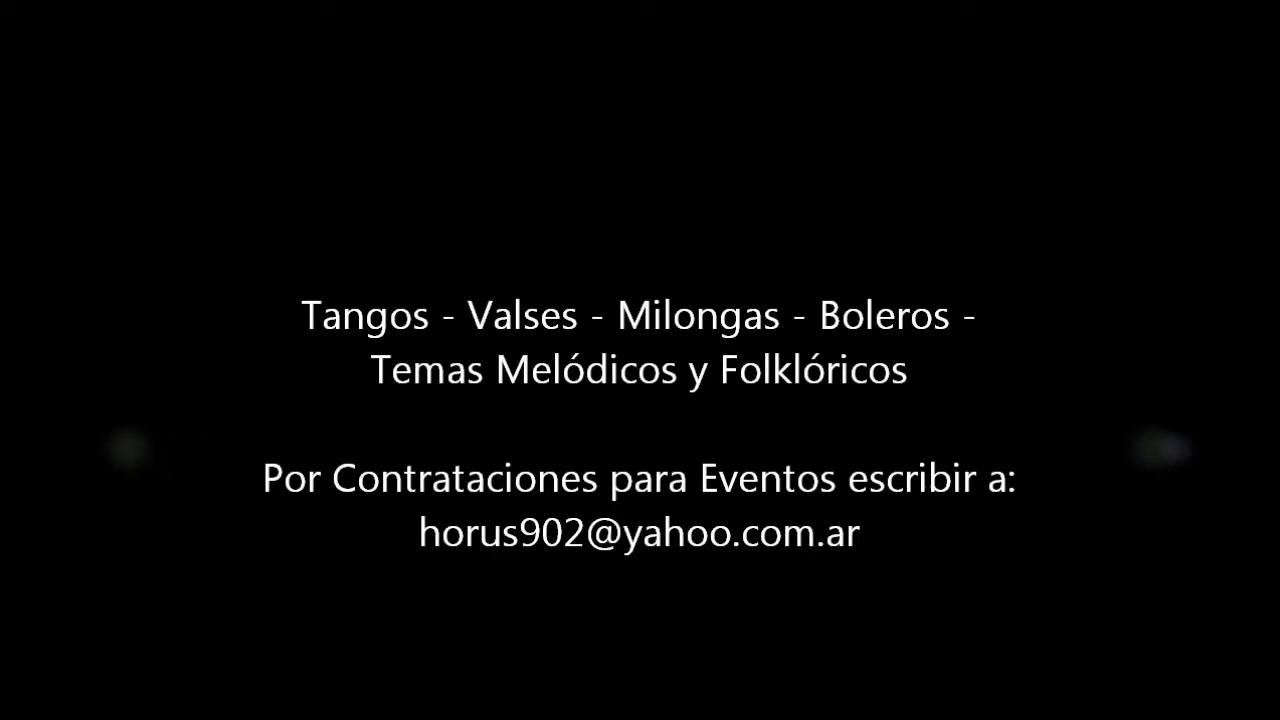 Tangos - Valses - Milongas - Boleros -
Temas Melódicos y Folklóricos
Por Contrataciones para Eventos escribir a:
horus902@yahoo.com.ar